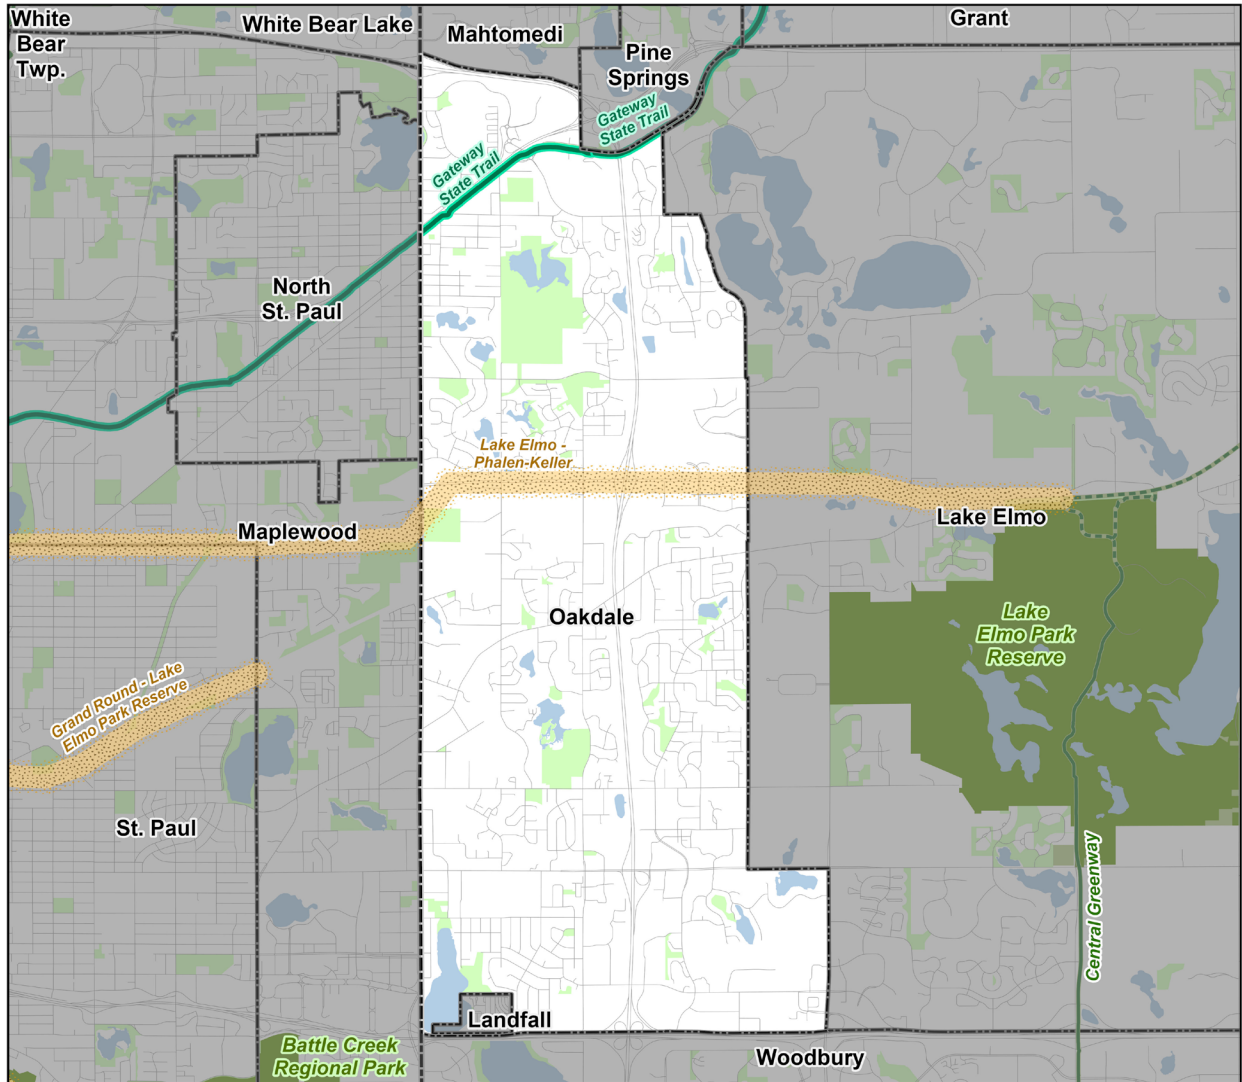 White
Bear
Twp.
White Bear Lake
Mahtomedi
Grant
Pine
Springs
Gateway
State Trail
Gateway
State Trail
North
St. Paul
Lake Elmo -
Phalen-Keller
Maplewood
Lake Elmo
Oakdale
Lake
Elmo Park
Reserve
Grand Round - Lake
Elmo Park Reserve
St. Paul
Central Greenway
Landfall
Battle Creek
Regional Park
Woodbury